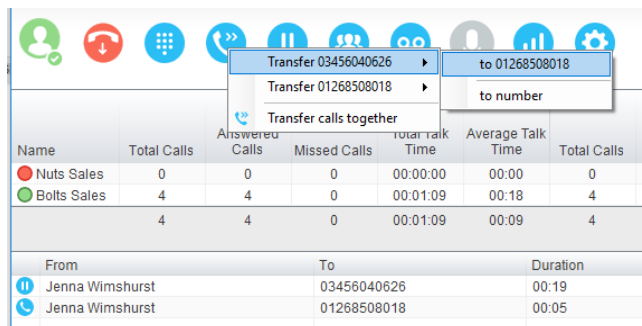 Transfer 03456040626
to 01268508018
Transfer 01268508018
to number
Transfer calls together
Name Total Calls Answered Calls Missed Calls Total Talk Time Average Talk Time Total Calls
Nuts Sales 0 0 0 00:00:00 00:00 0
Bolts Sales 4 4 0 00:01:09 00:18 4
4 4 0 00:01:09 00:09 4
From To Duration
Jenna Wimshurst 03456040626 00:19
Jenna Wimshurst 01268508018 00:05